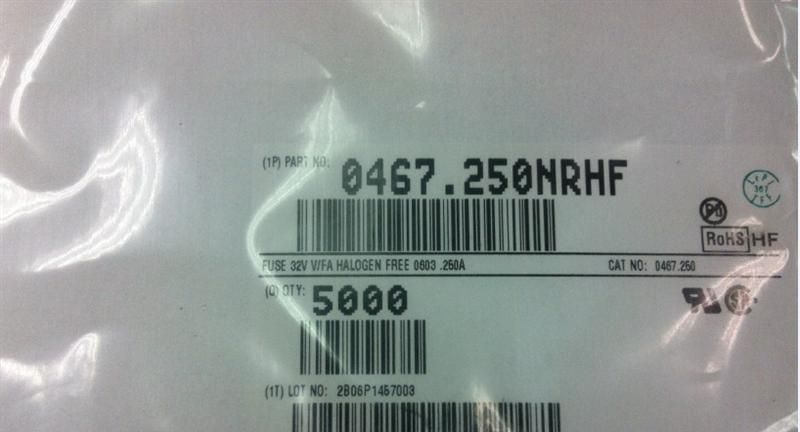 (1P) PART NO: 0467.250NRHF
Pb
RoHS HF
FUSE 32V V/FA HALOGEN FREE 0603 .250A CAT NO: 0467.250
(Q) QTY: 5000
(1T) LOT NO: 2B06P1457003